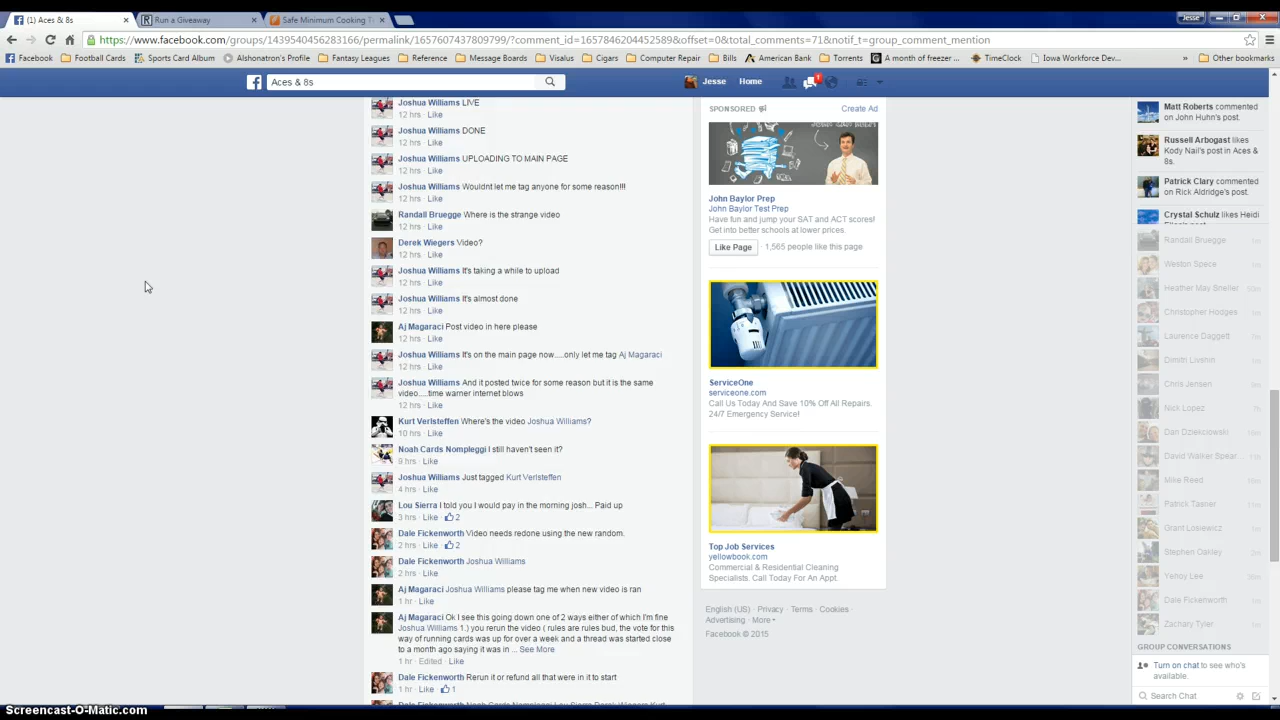 (1) Aces & 8s
Run a Giveaway
Safe Minimum Cooking T
Jesse
https://www.facebook.com/groups/1439540456283166/permalink/1657607437809799/?comment_id=1657846204452589&offset=0&total_comments=71&notif_t=group_comment_mention
Facebook Football Cards Sports Card Album Alshonatron's Profile Fantasy Leagues Reference Message Boards Visalus Cigars Computer Repair Bills American Bank Torrents A month of freezer ... TimeClock Iowa Workforce Dev... » Other bookmarks
Aces & 8s
Jesse Home 1
Joshua Williams LIVE
12 hrs · Like
Joshua Williams DONE
12 hrs · Like
Joshua Williams UPLOADING TO MAIN PAGE
12 hrs · Like
Joshua Williams Wouldnt let me tag anyone for some reason!!!
12 hrs · Like
Randall Bruegge Where is the strange video
12 hrs · Like
Derek Wiegers Video?
12 hrs · Like
Joshua Williams It's taking a while to upload
12 hrs · Like
Joshua Williams It's almost done
12 hrs · Like
Aj Magaraci Post video in here please
12 hrs · Like
Joshua Williams It's on the main page now.....only let me tag Aj Magaraci
12 hrs · Like
Joshua Williams And it posted twice for some reason but it is the same
video.....time warner internet blows
12 hrs · Like
Kurt Verlsteffen Where's the video Joshua Williams?
10 hrs · Like
Noah Cards Nompleggi I still haven't seen it?
9 hrs · Like
Joshua Williams Just tagged Kurt Verlsteffen
4 hrs · Like
Lou Sierra I told you I would pay in the morning josh... Paid up
3 hrs · Like · 2
Dale Fickenworth Video needs redone using the new random.
2 hrs · Like · 2
Dale Fickenworth Joshua Williams
2 hrs · Like
Aj Magaraci Joshua Williams please tag me when new video is ran
1 hr · Like
Aj Magaraci Ok I see this going down one of 2 ways either of which I'm fine
Joshua Williams 1.) you rerun the video ( rules are rules bud, the vote for this
way of running cards was up for over a week and a thread was started close
to a month ago saying it was in ... See More
1 hr · Edited · Like
Dale Fickenworth Rerun it or refund all that were in it to start
1 hr · Like · 1
Dale Fickenworth Noah Cards Nompleggi Lou Sierra Derek Wiegers Kurt
SPONSORED
Create Ad
John Baylor Prep
John Baylor Test Prep
Have fun and jump your SAT and ACT scores!
Get into better schools at lower prices.
Like Page · 1,565 people like this page
ServiceOne
serviceone.com
Call Us Today And Save 10% Off All Repairs.
24/7 Emergency Service!
Top Job Services
yellowbook.com
Commercial & Residential Cleaning
Specialists. Call Today For An Appt.
English (US) · Privacy · Terms · Cookies ·
Advertising · More
Facebook © 2015
Matt Roberts commented
on John Huhn's post.
Russell Arbogast likes
Kody Nail's post in Aces &
8s.
Patrick Clary commented
on Rick Aldridge's post.
Crystal Schulz likes Heidi
Randall Bruegge
Weston Spece
Heather May Sneller
Christopher Hodges
Laurence Daggett
Dimitri Livshin
Chris Jensen
Nick Lopez
Dan Dziekciowski
David Walker Spear ...
Mike Reed
Patrick Tasner
Grant Losiewicz
Stephen Oakley
Yehoy Lee
Dale Fickenworth
Zachary Tyler
GROUP CONVERSATIONS
Turn on chat to see who's
available.
Search Chat
Screencast-O-Matic.com